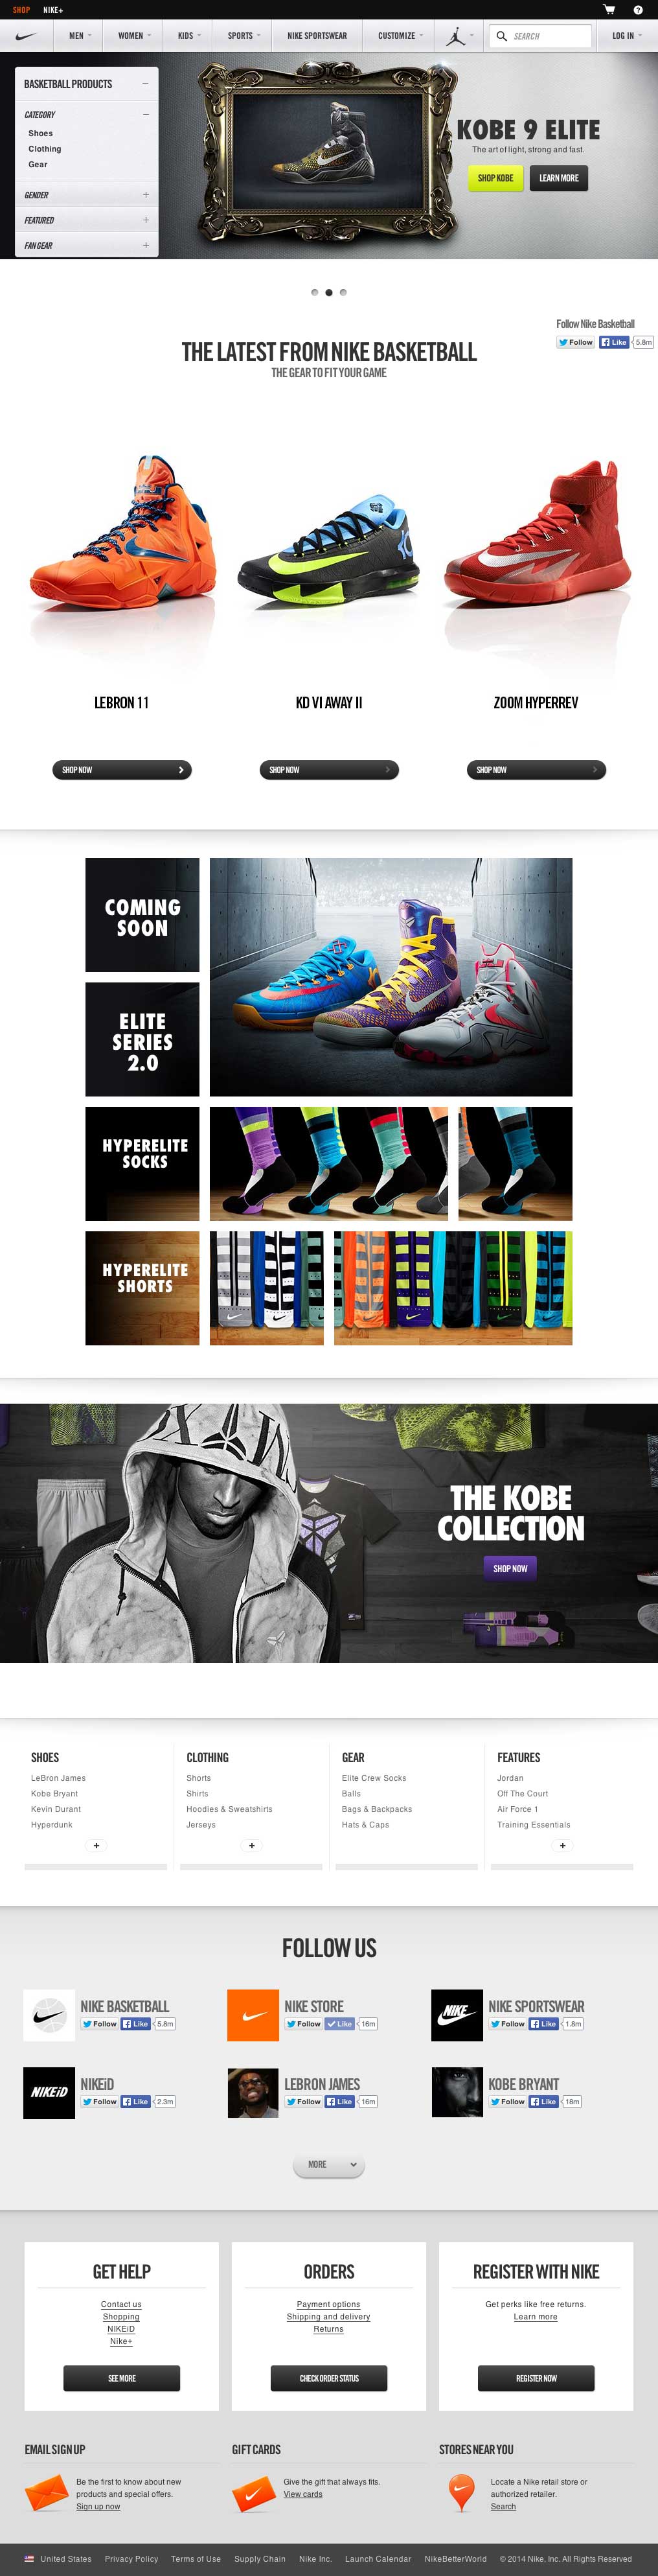 SHOP NIKE+
MEN WOMEN KIDS SPORTS NIKE SPORTSWEAR CUSTOMIZE SEARCH LOG IN
BASKETBALL PRODUCTS
CATEGORY
Shoes
Clothing
Gear
GENDER
FEATURED
FAN GEAR
KOBE 9 ELITE
The art of light, strong and fast.
SHOP KOBE LEARN MORE
Follow Nike Basketball
Follow Like 5.8m
THE LATEST FROM NIKE BASKETBALL
THE GEAR TO FIT YOUR GAME
LEBRON 11 KD VI AWAY II ZOOM HYPERREV
SHOP NOW SHOP NOW SHOP NOW
COMING
SOON
ELITE
SERIES
2.0
HYPERELITE
SOCKS
HYPERELITE
SHORTS
THE KOBE
COLLECTION
SHOP NOW
SHOES
LeBron James
Kobe Bryant
Kevin Durant
Hyperdunk
+
CLOTHING
Shorts
Shirts
Hoodies & Sweatshirts
Jerseys
+
GEAR
Elite Crew Socks
Balls
Bags & Backpacks
Hats & Caps
FEATURES
Jordan
Off The Court
Air Force 1
Training Essentials
+
FOLLOW US
NIKE BASKETBALL
Follow Like 5.8m
NIKE STORE
Follow Like 16m
NIKE
NIKE SPORTSWEAR
Follow Like 1.8m
NIKEiD
NIKEiD
Follow Like 2.3m
LEBRON JAMES
Follow Like 16m
KOBE BRYANT
Follow Like 18m
MORE
GET HELP
Contact us
Shopping
NIKEiD
Nike+
SEE MORE
ORDERS
Payment options
Shipping and delivery
Returns
CHECK ORDER STATUS
REGISTER WITH NIKE
Get perks like free returns.
Learn more
REGISTER NOW
EMAIL SIGN UP
Be the first to know about new
products and special offers.
Sign up now
GIFT CARDS
Give the gift that always fits.
View cards
STORES NEAR YOU
Locate a Nike retail store or
authorized retailer.
Search
United States Privacy Policy Terms of Use Supply Chain Nike Inc. Launch Calendar NikeBetterWorld © 2014 Nike, Inc. All Rights Reserved